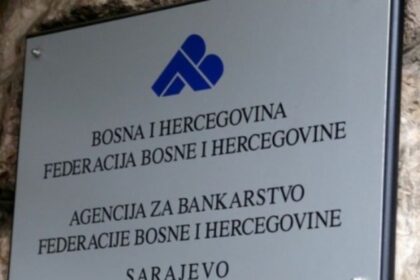 BOSNA I HERCEGOVINA
FEDERACIJA BOSNE I HERCEGOVINE
AGENCIJA ZA BANKARSTVO
FEDERACIJE BOSNE I HERCEGOVINE
SARAJEVO